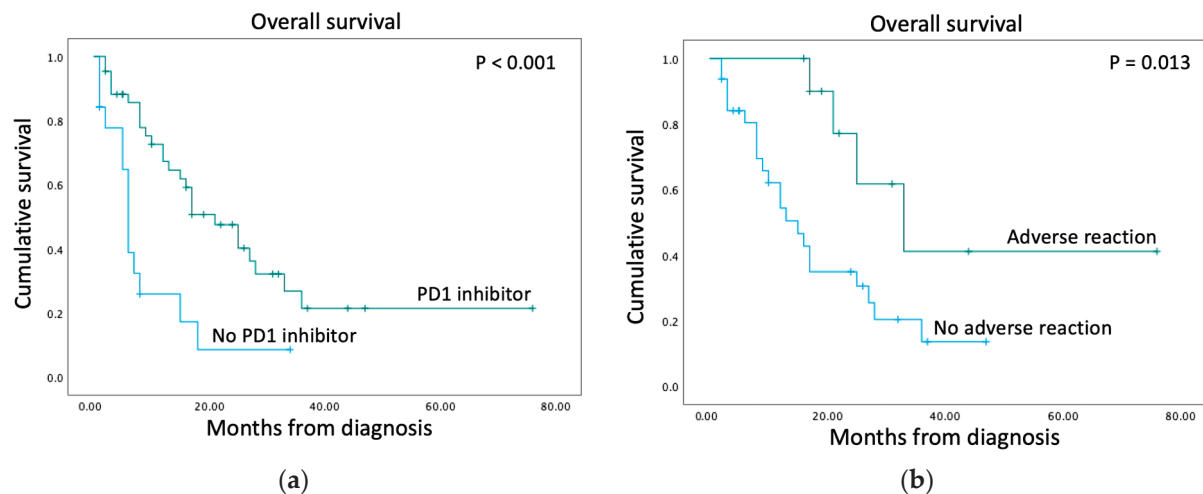 Overall survival
P < 0.001
Cumulative survival
1.0
0.8
0.6
0.4
0.2
0.0
PD1 inhibitor
No PD1 inhibitor
0.00 20.00 40.00 60.00 80.00
Months from diagnosis
(a)
Overall survival
P = 0.013
Cumulative survival
1.0
0.8
0.6
0.4
0.2
0.0
Adverse reaction
No adverse reaction
0.00 20.00 40.00 60.00 80.00
Months from diagnosis
(b)